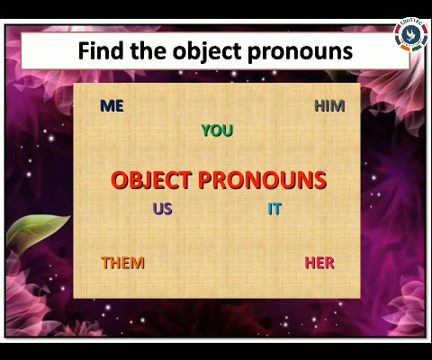 Find the object pronouns
ME
HIM
YOU
OBJECT PRONOUNS
US
IT
THEM
HER